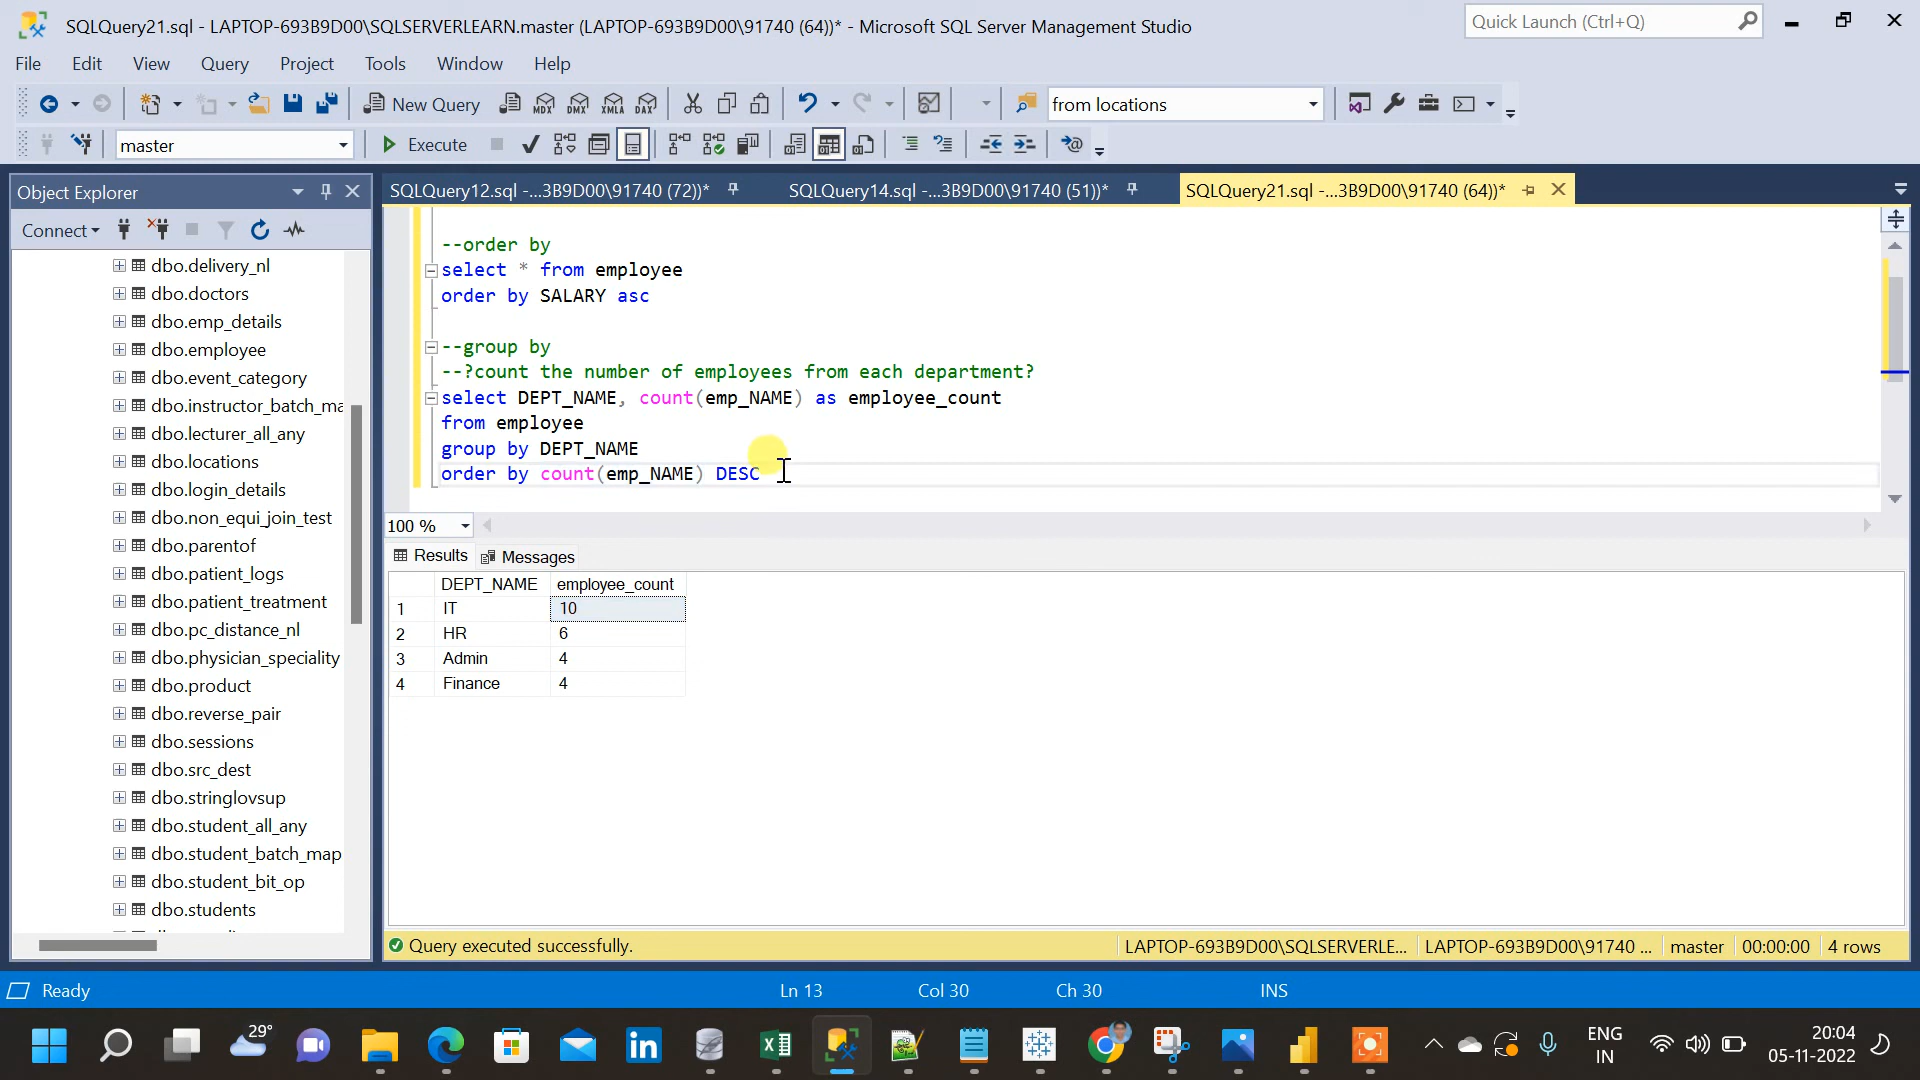 SQLQuery21.sql - LAPTOP-693B9D00\SQLSERVERLEARN.master (LAPTOP-693B9D00\91740 (64))* - Microsoft SQL Server Management Studio
Quick Launch (Ctrl+Q)
File Edit View Query Project Tools Window Help
New Query MDX DMX XMLA DAX from locations
master Execute
Object Explorer
SQLQuery12.sql -...3B9D00\91740 (72))* SQLQuery14.sql -...3B9D00\91740 (51))* SQLQuery21.sql -...3B9D00\91740 (64))*
Connect
dbo.delivery_nl
dbo.doctors
dbo.emp_details
dbo.employee
dbo.event_category
dbo.instructor_batch_ma
dbo.lecturer_all_any
dbo.locations
dbo.login_details
dbo.non_equi_join_test
dbo.parentof
dbo.patient_logs
dbo.patient_treatment
dbo.pc_distance_nl
dbo.physician_speciality
dbo.product
dbo.reverse_pair
dbo.sessions
dbo.src_dest
dbo.stringlovsup
dbo.student_all_any
dbo.student_batch_map
dbo.student_bit_op
dbo.students
--order by
select * from employee
order by SALARY asc
--group by
--?count the number of employees from each department?
select DEPT_NAME, count(emp_NAME) as employee_count
from employee
group by DEPT_NAME
order by count(emp_NAME) DESC
100 %
Results Messages
DEPT_NAME employee_count
1 IT 10
2 HR 6
3 Admin 4
4 Finance 4
Query executed successfully. LAPTOP-693B9D00\SQLSERVERLE... LAPTOP-693B9D00\91740 ... master 00:00:00 4 rows
Ready Ln 13 Col 30 Ch 30 INS
29° ENG IN 20:04 05-11-2022